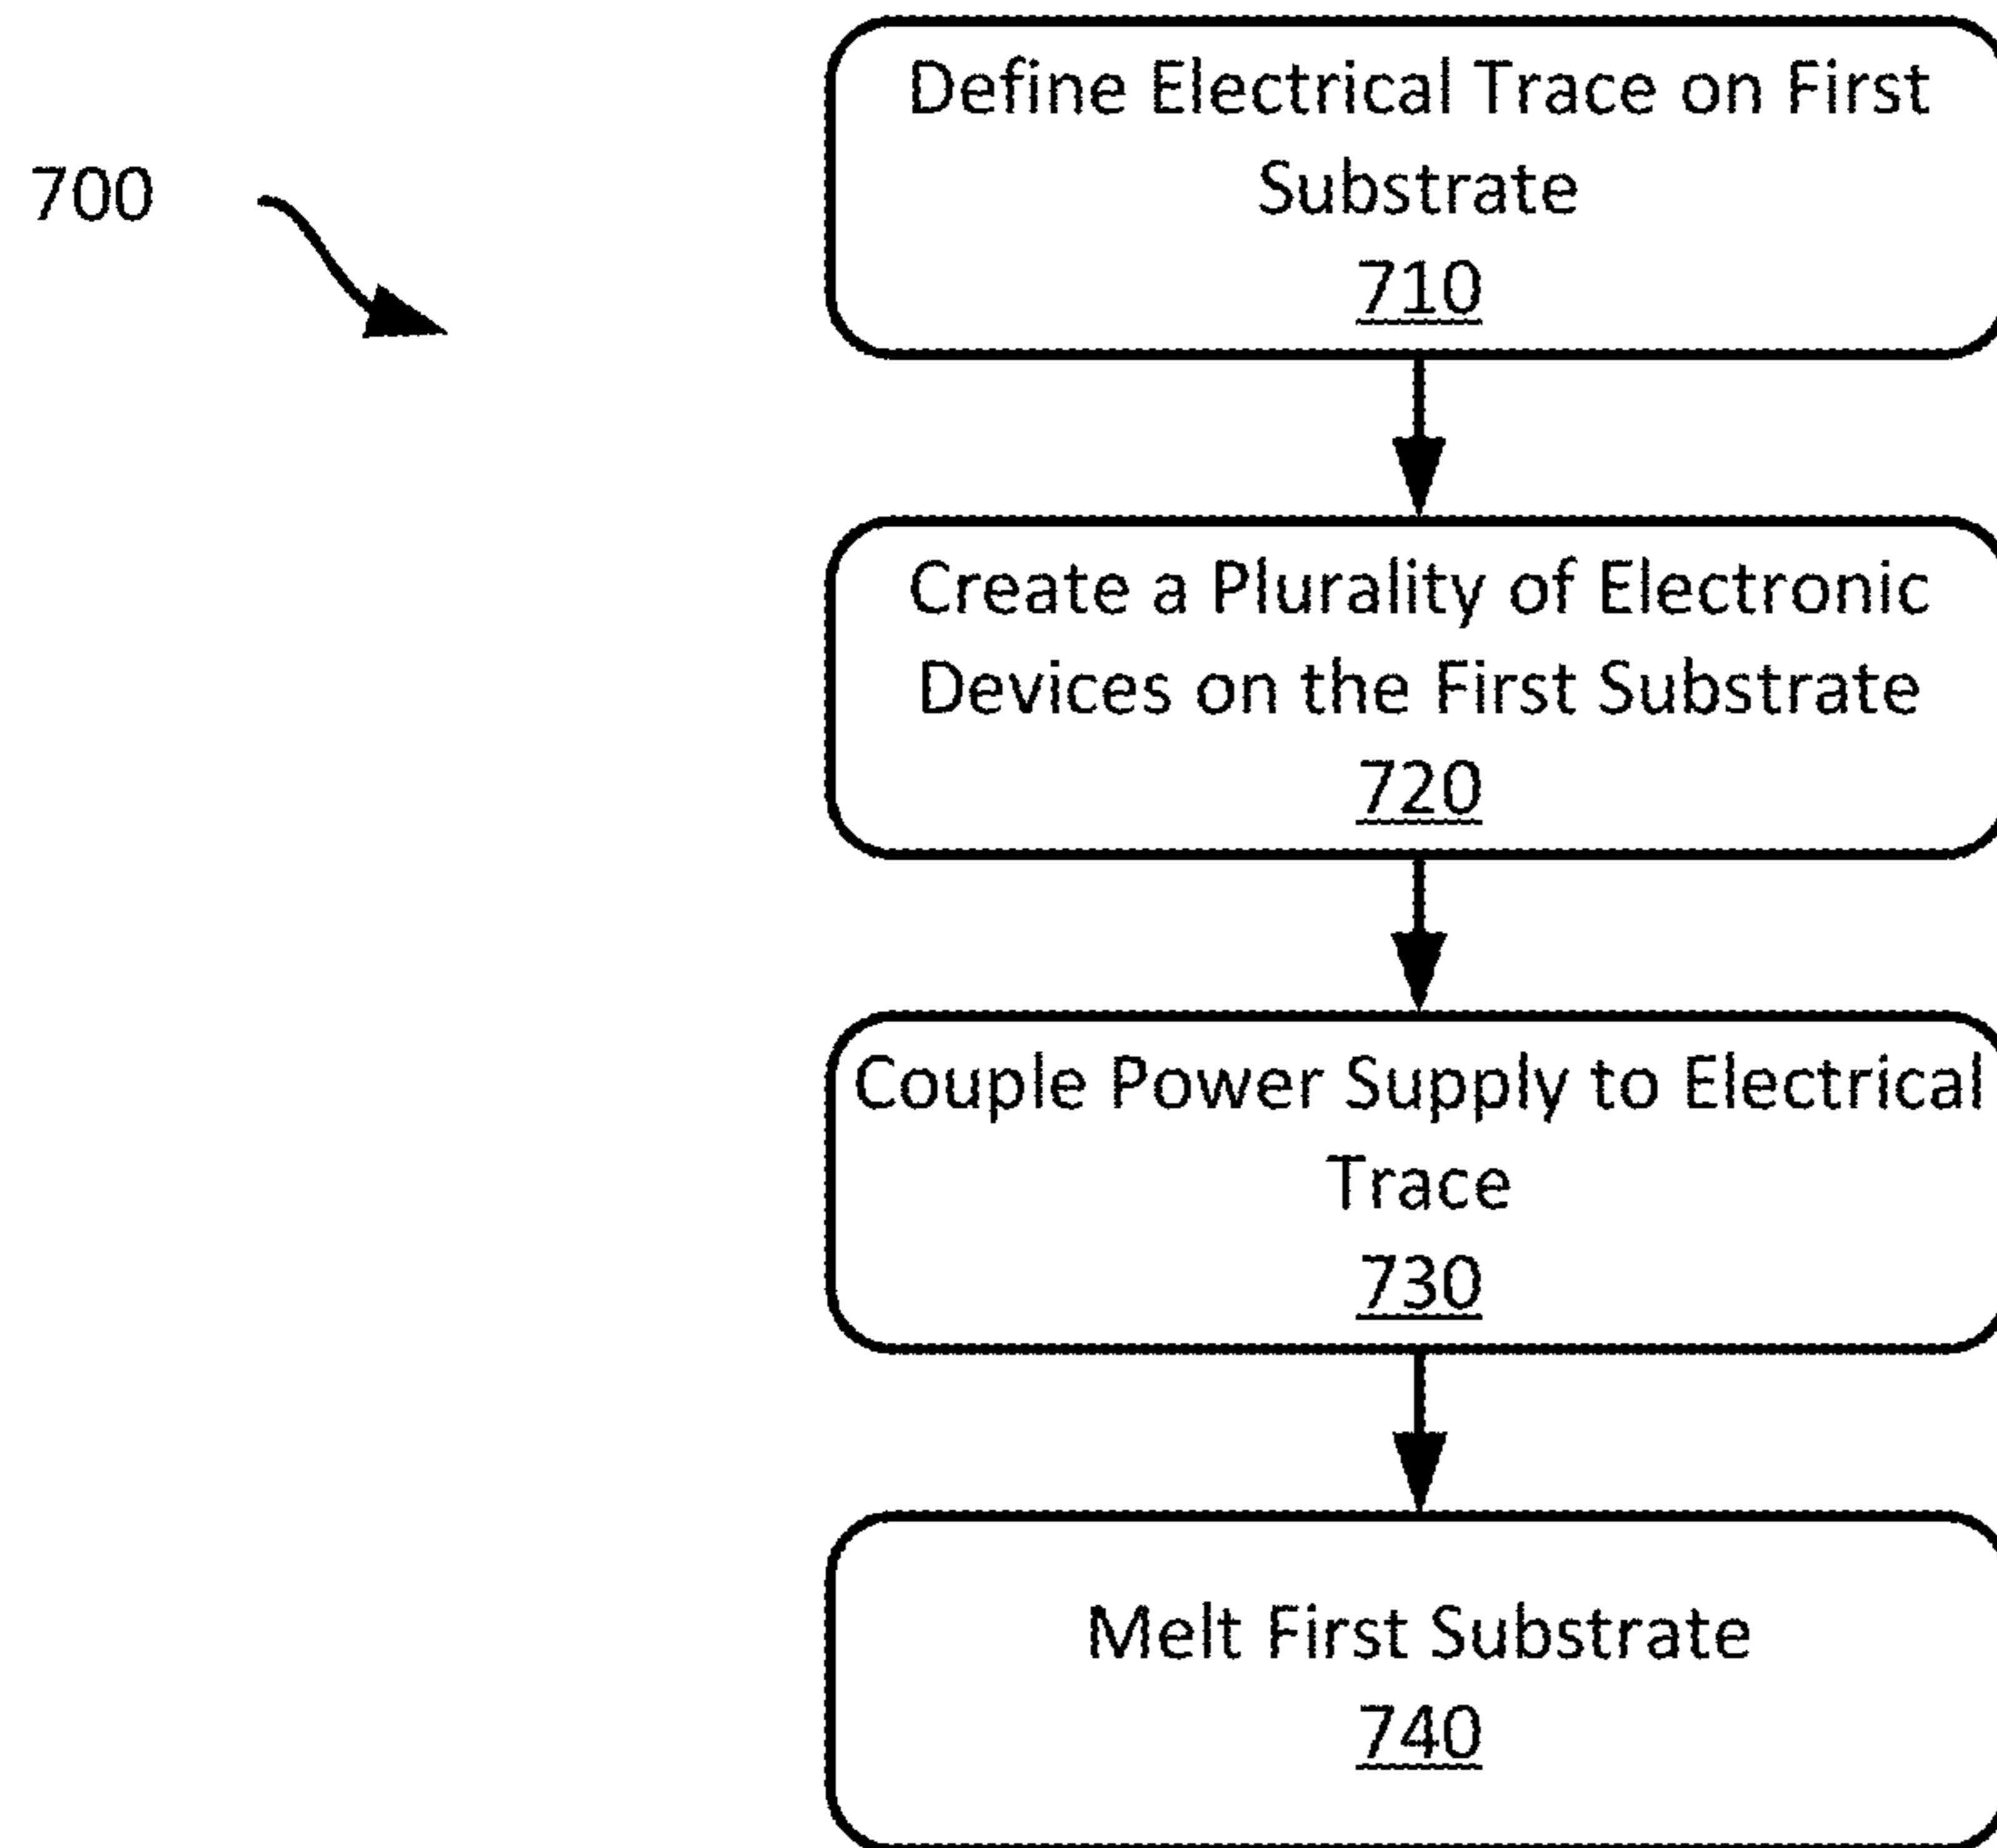 700
Define Electrical Trace on First
Substrate
710
Create a Plurality of Electronic
Devices on the First Substrate
720
Couple Power Supply to Electrical
Trace
730
Melt First Substrate
740